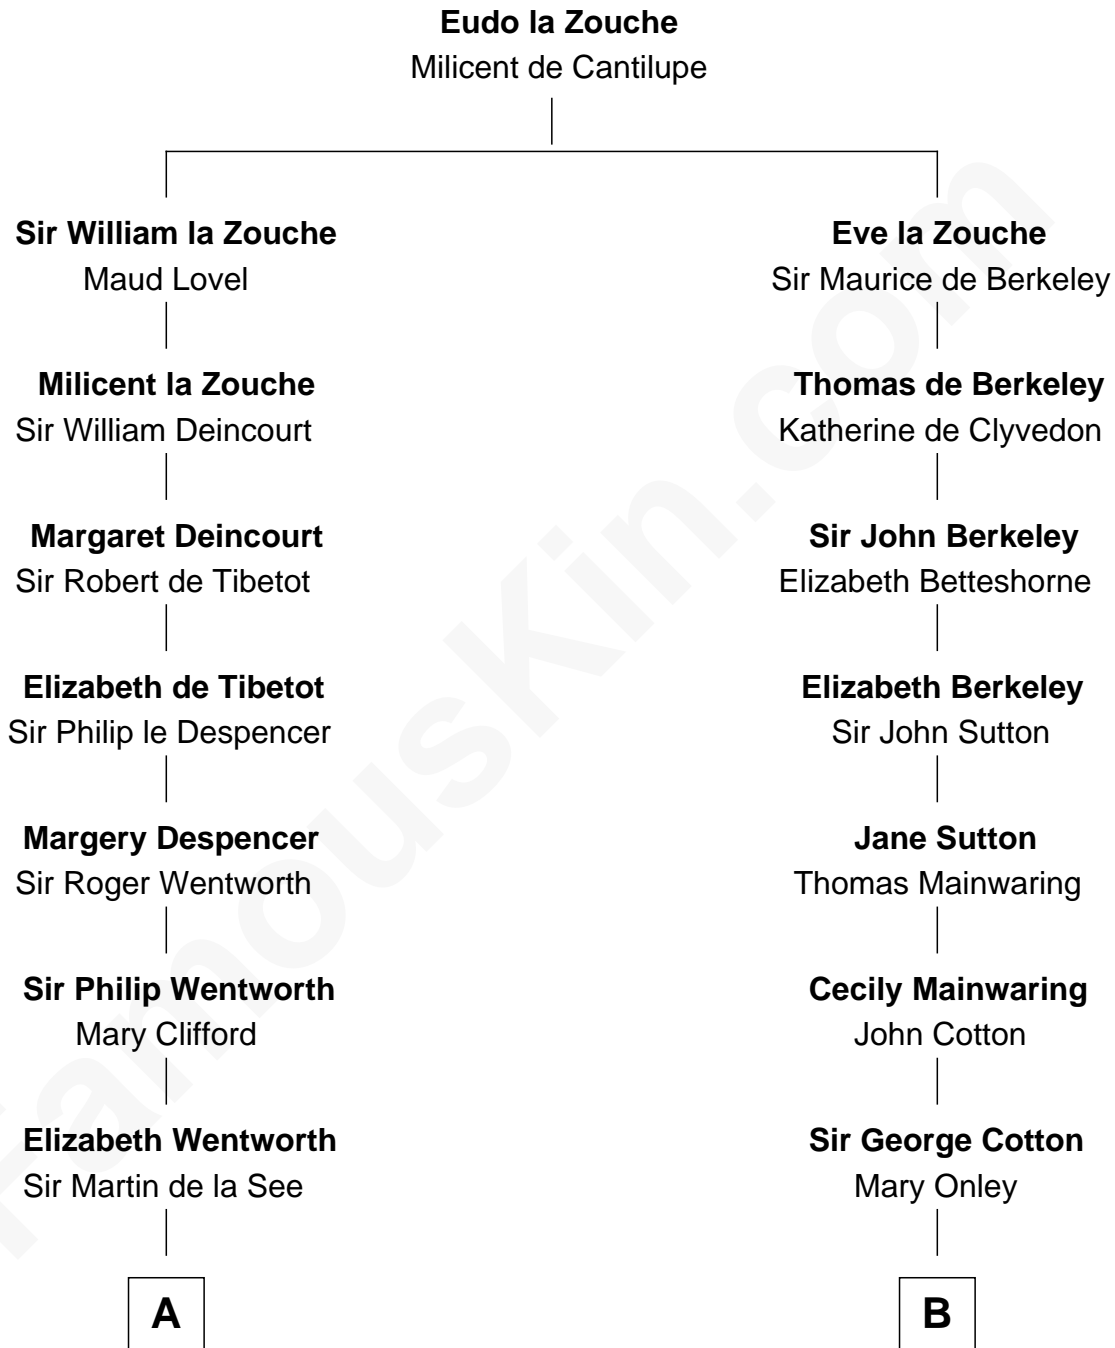 Eudo la Zouche
Milicent de Cantilupe
Sir William la Zouche
Maud Lovel
Milicent la Zouche
Sir William Deincourt
Margaret Deincourt
Sir Robert de Tibetot
Elizabeth de Tibetot
Sir Philip le Despencer
Margery Despencer
Sir Roger Wentworth
Sir Philip Wentworth
Mary Clifford
Elizabeth Wentworth
Sir Martin de la See
A
Eve la Zouche
Sir Maurice de Berkeley
Thomas de Berkeley
Katherine de Clyvedon
Sir John Berkeley
Elizabeth Betteshorne
Elizabeth Berkeley
Sir John Sutton
Jane Sutton
Thomas Mainwaring
Cecily Mainwaring
John Cotton
Sir George Cotton
Mary Onley
B
FamousKin.com